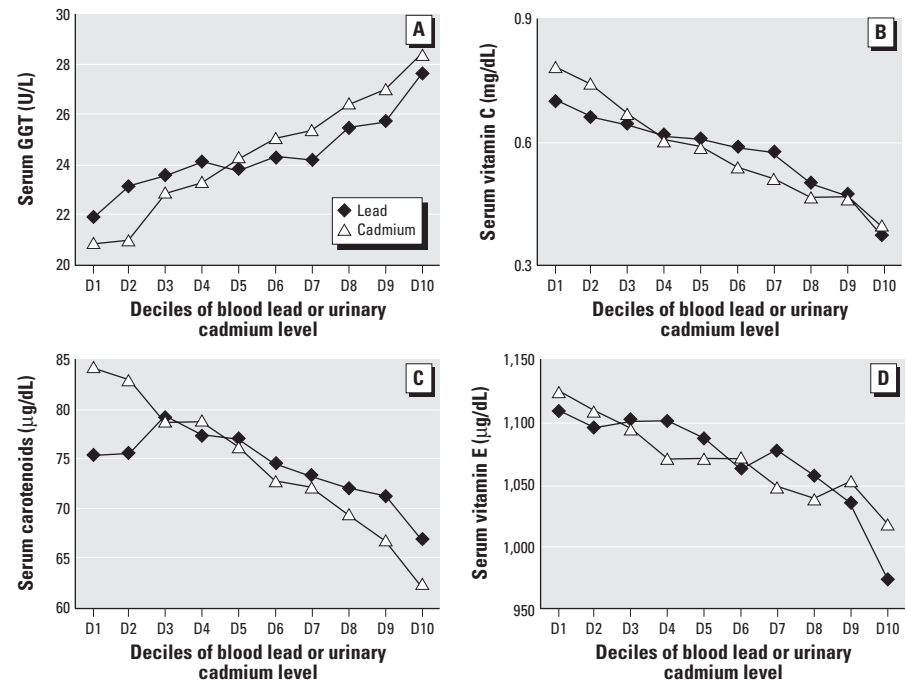 A
Serum GGT (U/L)
30
28
26
24
22
20
Lead
Cadmium
D1 D2 D3 D4 D5 D6 D7 D8 D9 D10
Deciles of blood lead or urinary
cadmium level
B
Serum vitamin C (mg/dL)
0.9
0.6
0.3
D1 D2 D3 D4 D5 D6 D7 D8 D9 D10
Deciles of blood lead or urinary
cadmium level
C
Serum carotenoids (μg/dL)
85
80
75
70
65
60
D1 D2 D3 D4 D5 D6 D7 D8 D9 D10
Deciles of blood lead or urinary
cadmium level
D
Serum vitamin E (μg/dL)
1,150
1,100
1,050
1,000
950
D1 D2 D3 D4 D5 D6 D7 D8 D9 D10
Deciles of blood lead or urinary
cadmium level